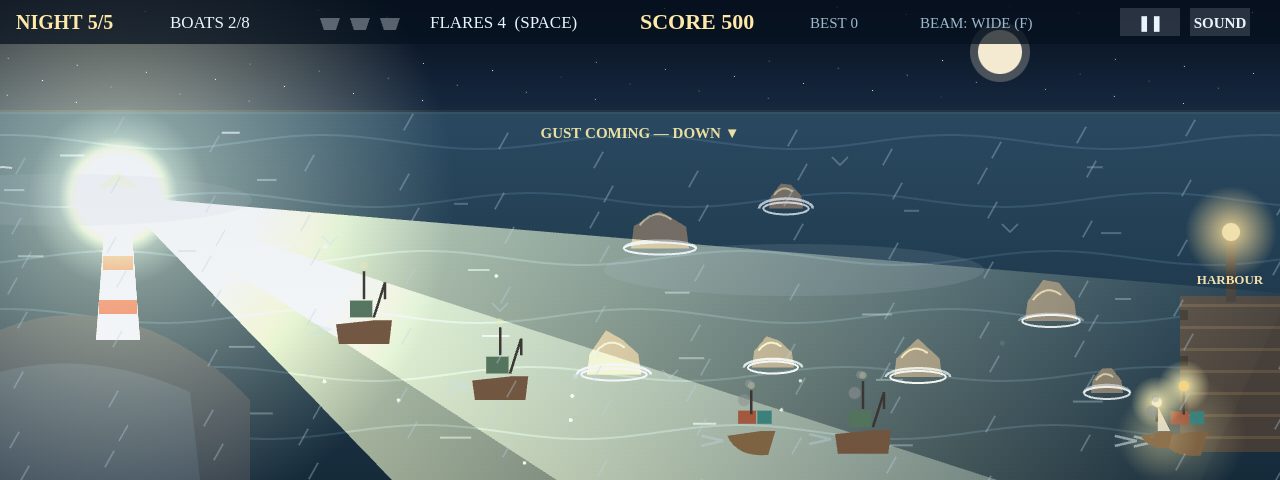 NIGHT 5/5 BOATS 2/8 FLARES 4 (SPACE) SCORE 500 BEST 0 BEAM: WIDE (F) SOUND
GUST COMING — DOWN ▼
HARBOUR